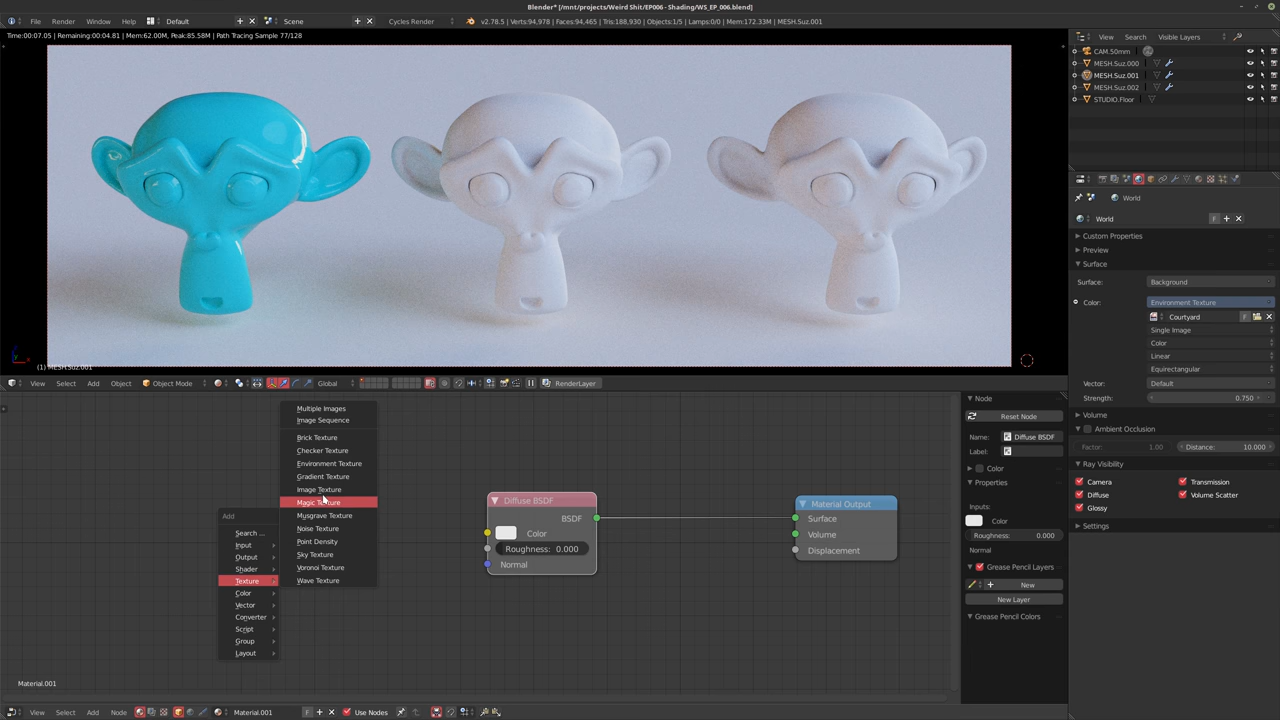 Blender* [/mnt/projects/Weird Shit/EP006 - Shading/WS_EP_006.blend]
File Render Window Help Default Scene Cycles Render v2.78.5 | Verts:94,978 | Faces:94,465 | Tris:188,930 | Objects:1/5 | Lamps:0/0 | Mem:172.33M | MESH.Suz.001
Time:00:07.05 | Remaining:00:04.81 | Mem:62.00M, Peak:85.58M | Path Tracing Sample 77/128
(1) MESH.Suz.001
View Select Add Object Object Mode Global RenderLayer
View Search Visible Layers
CAM.50mm
MESH.Suz.000
MESH.Suz.001
MESH.Suz.002
STUDIO.Floor
World
World F
Custom Properties
Preview
Surface
Surface: Background
Color: Environment Texture
Courtyard F
Single Image
Color
Linear
Equirectangular
Vector: Default
Strength: 0.750
Volume
Ambient Occlusion
Factor: 1.00 Distance: 10.000
Ray Visibility
Camera Transmission
Diffuse Volume Scatter
Glossy
Settings
Multiple Images
Image Sequence
Brick Texture
Checker Texture
Environment Texture
Gradient Texture
Image Texture
Magic Texture
Musgrave Texture
Noise Texture
Point Density
Sky Texture
Voronoi Texture
Wave Texture
Add
Search ...
Input
Output
Shader
Texture
Color
Vector
Converter
Script
Group
Layout
Diffuse BSDF
BSDF
Color
Roughness: 0.000
Normal
Material Output
Surface
Volume
Displacement
Node
Reset Node
Name: Diffuse BSDF
Label:
Color
Properties
Inputs:
Color
Roughness: 0.000
Normal
Grease Pencil Layers
New
New Layer
Grease Pencil Colors
Material.001
View Select Add Node Material.001 F Use Nodes